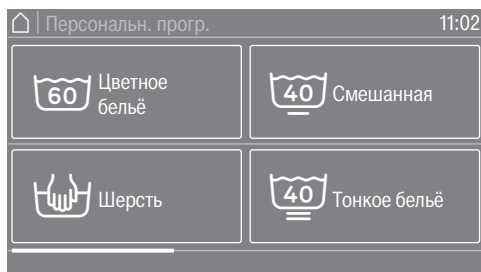 Персональн. прогр.
11:02
60
Цветное
бельё
40
Смешанная
Шерсть
40
Тонкое бельё